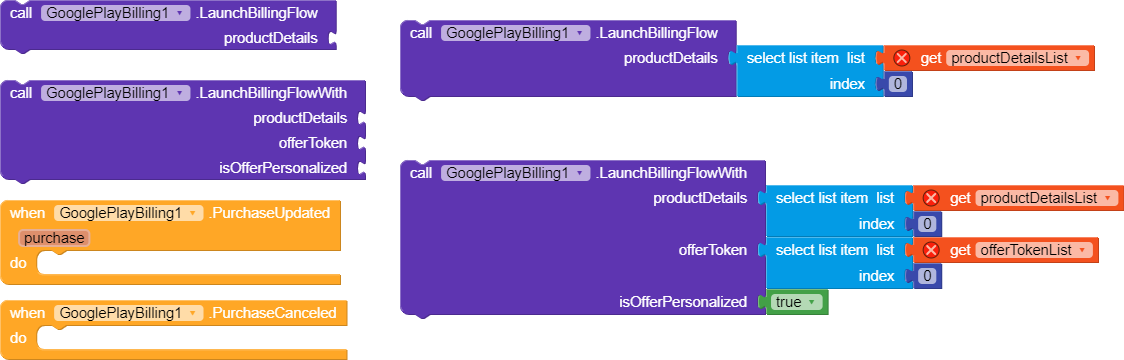 call GooglePlayBilling1 .LaunchBillingFlow
productDetails
call GooglePlayBilling1 .LaunchBillingFlowWith
productDetails
offerToken
isOfferPersonalized
when GooglePlayBilling1 .PurchaseUpdated
purchase
do
when GooglePlayBilling1 .PurchaseCanceled
do
call GooglePlayBilling1 .LaunchBillingFlow
productDetails select list item list get productDetailsList
index 0
call GooglePlayBilling1 .LaunchBillingFlowWith
productDetails select list item list get productDetailsList
index 0
offerToken select list item list get offerTokenList
index 0
isOfferPersonalized true